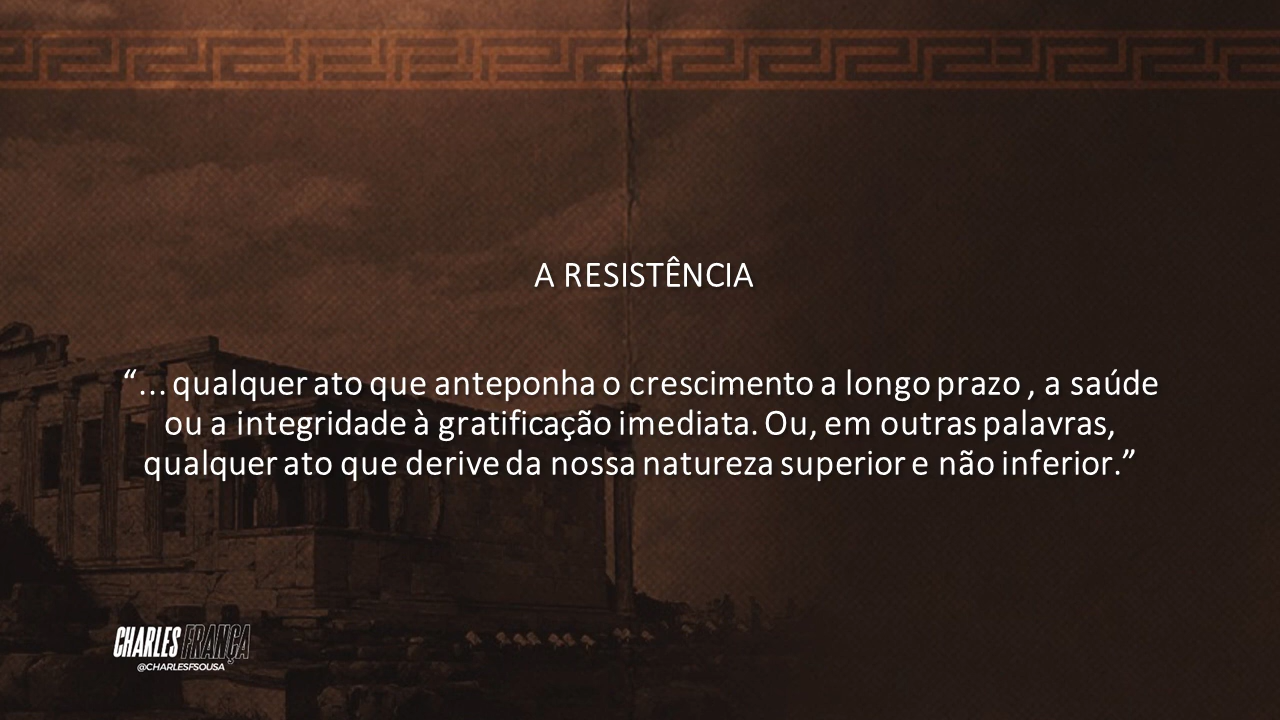 A RESISTÊNCIA
“... qualquer ato que anteponha o crescimento a longo prazo , a saúde
ou a integridade à gratificação imediata. Ou, em outras palavras,
qualquer ato que derive da nossa natureza superior e não inferior.”
CHARLES FRANÇA
@CHARLESFSOUSA